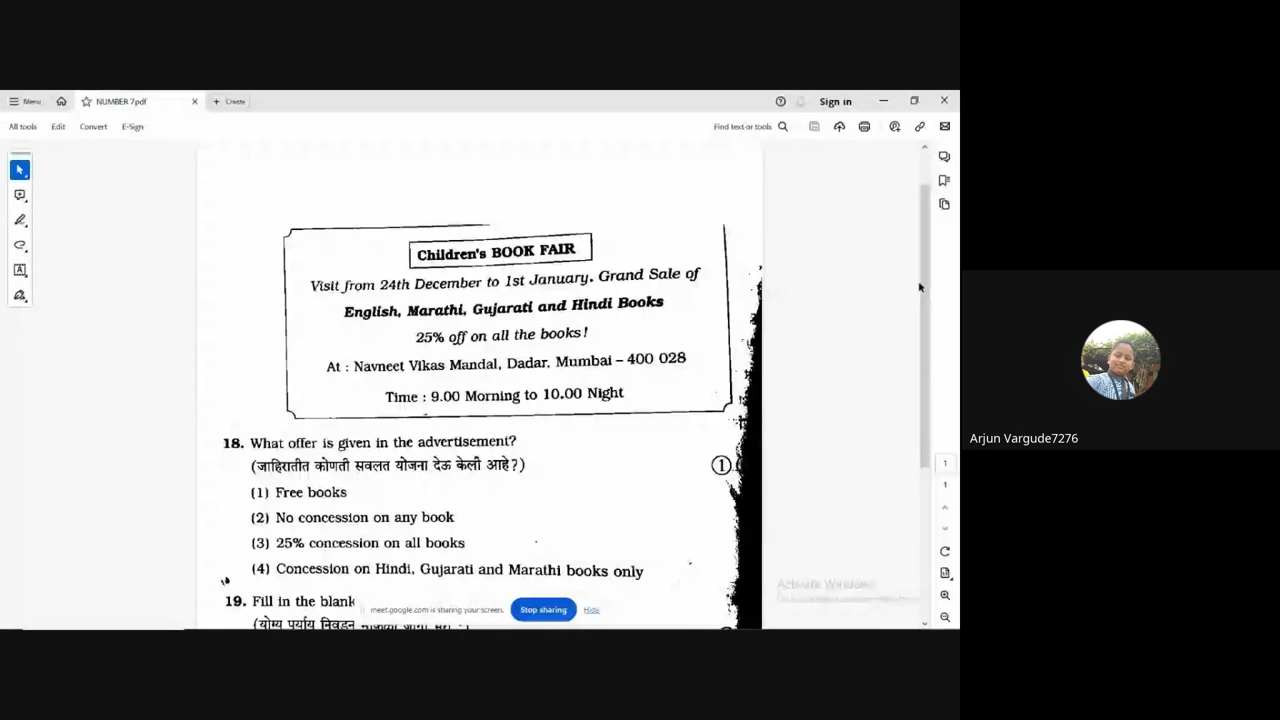 Menu
NUMBER 7pdf
Create
Sign in
All tools
Edit
Convert
E-Sign
Find text or tools
Children's BOOK FAIR
Visit from 24th December to 1st January. Grand Sale of
English, Marathi, Gujarati and Hindi Books
25% off on all the books!
At : Navneet Vikas Mandal, Dadar, Mumbai – 400 028
Time : 9.00 Morning to 10.00 Night
18. What offer is given in the advertisement?
(जाहिरातीत कोणती सवलत योजना देऊ केली आहे?)
1
(1) Free books
(2) No concession on any book
(3) 25% concession on all books
(4) Concession on Hindi, Gujarati and Marathi books only
19. Fill in the blank
(योग्य पर्याय निवडून
meet.google.com is sharing your screen.
Stop sharing
Hide
Activate Windows
Arjun Vargude7276
1
1